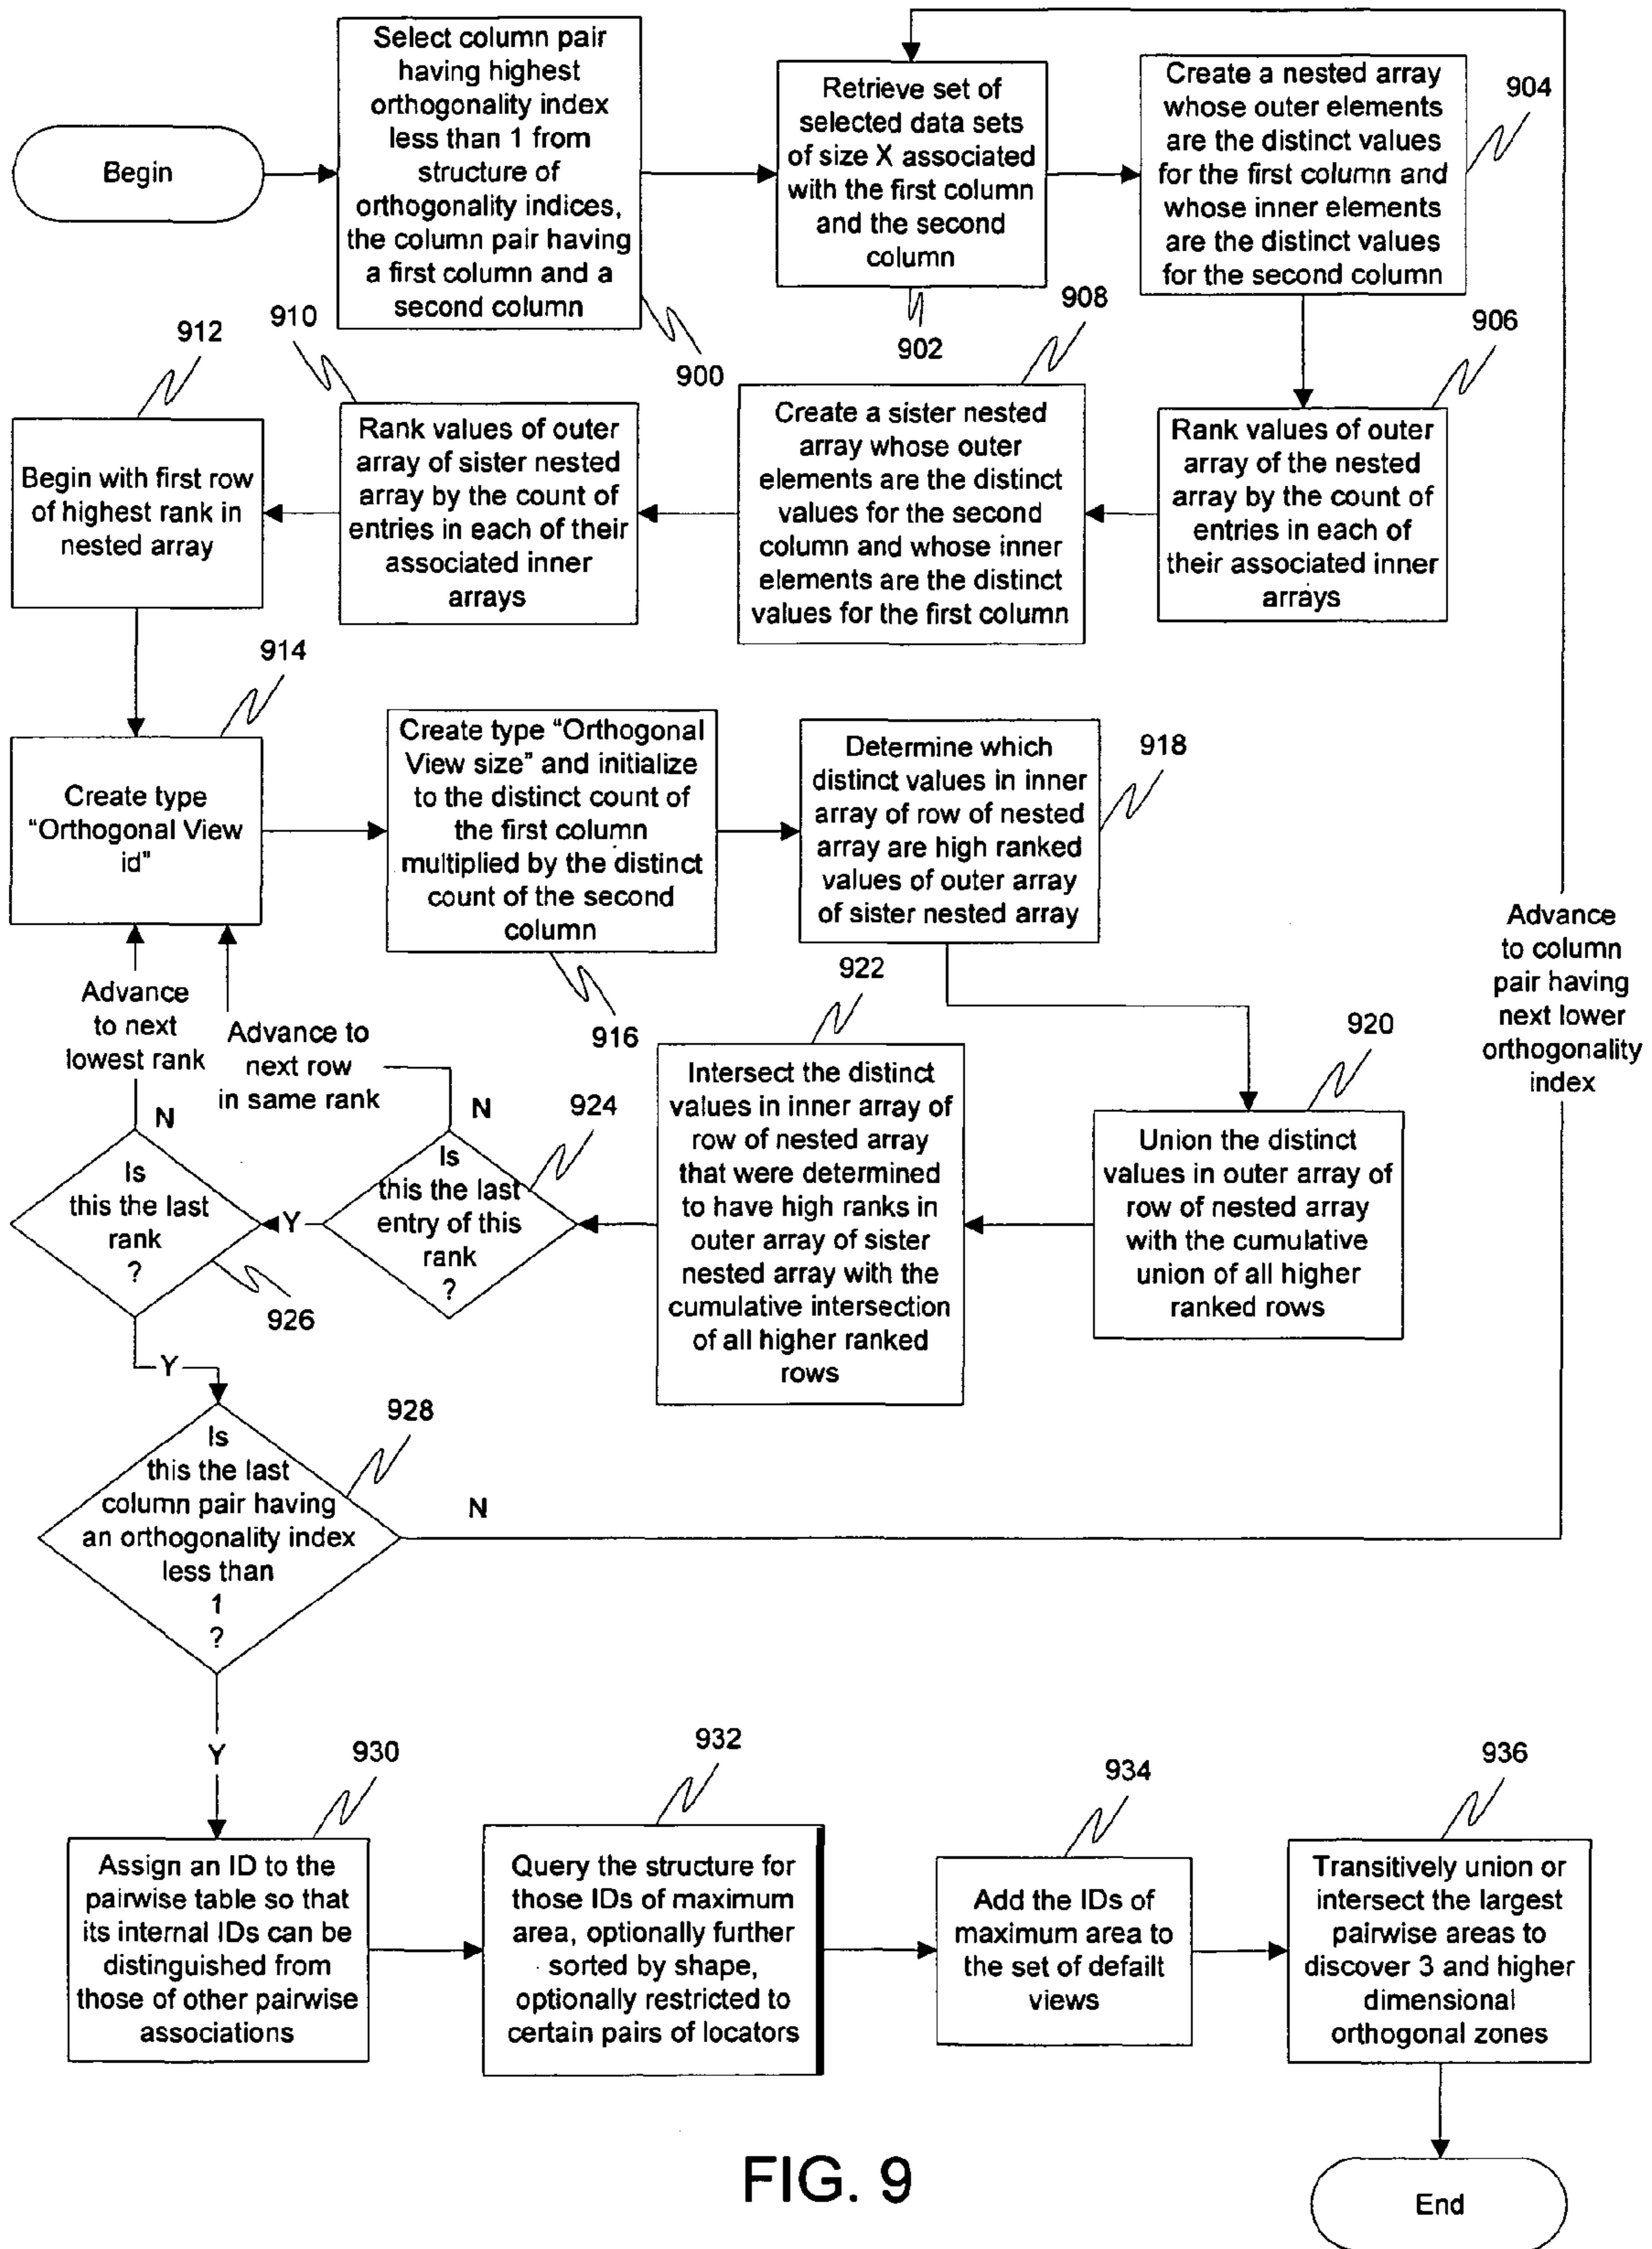 Begin
Select column pair
having highest
orthogonality index
less than 1 from
structure of
orthogonality indices,
the column pair having
a first column and a
second column
900
Retrieve set of
selected data sets
of size X associated
with the first column
and the second
column
902
Create a nested array
whose outer elements
are the distinct values
for the first column and
whose inner elements
are the distinct values
for the second column
904
Rank values of outer
array of the nested
array by the count of
entries in each of
their associated inner
arrays
906
Create a sister nested
array whose outer
elements are the distinct
values for the second
column and whose inner
elements are the distinct
values for the first column
908
Rank values of outer
array of sister nested
array by the count of
entries in each of their
associated inner
arrays
910
Begin with first row
of highest rank in
nested array
912
Create type
“Orthogonal View
id”
914
Create type “Orthogonal
View size” and initialize
to the distinct count of
the first column
multiplied by the distinct
count of the second
column
916
Determine which
distinct values in inner
array of row of nested
array are high ranked
values of outer array
of sister nested array
918
Union the distinct
values in outer array of
row of nested array
with the cumulative
union of all higher
ranked rows
920
Intersect the distinct
values in inner array of
row of nested array
that were determined
to have high ranks in
outer array of sister
nested array with the
cumulative intersection
of all higher ranked
rows
922
Is
this the last
entry of this
rank
?
924
N
Advance to
next row
in same rank
Y
Is
this the last
rank
?
926
N
Advance
to next
lowest rank
Y
Is
this the last
column pair having
an orthogonality index
less than
1
?
928
N
Advance
to column
pair having
next lower
orthogonality
index
Y
Assign an ID to the
pairwise table so that
its internal IDs can be
distinguished from
those of other pairwise
associations
930
Query the structure for
those IDs of maximum
area, optionally further
sorted by shape,
optionally restricted to
certain pairs of locators
932
Add the IDs of
maximum area to
the set of defailt
views
934
Transitively union or
intersect the largest
pairwise areas to
discover 3 and higher
dimensional
orthogonal zones
936
End
FIG. 9